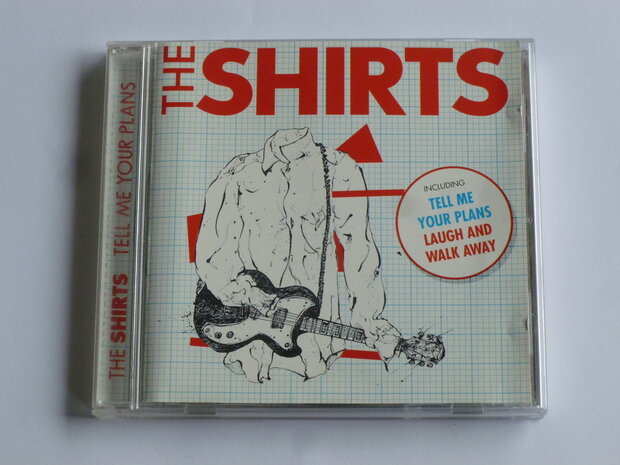 THE SHIRTS TELL ME YOUR PLANS
THE
SHIRTS
INCLUDING
TELL ME
YOUR PLANS
LAUGH AND
WALK AWAY